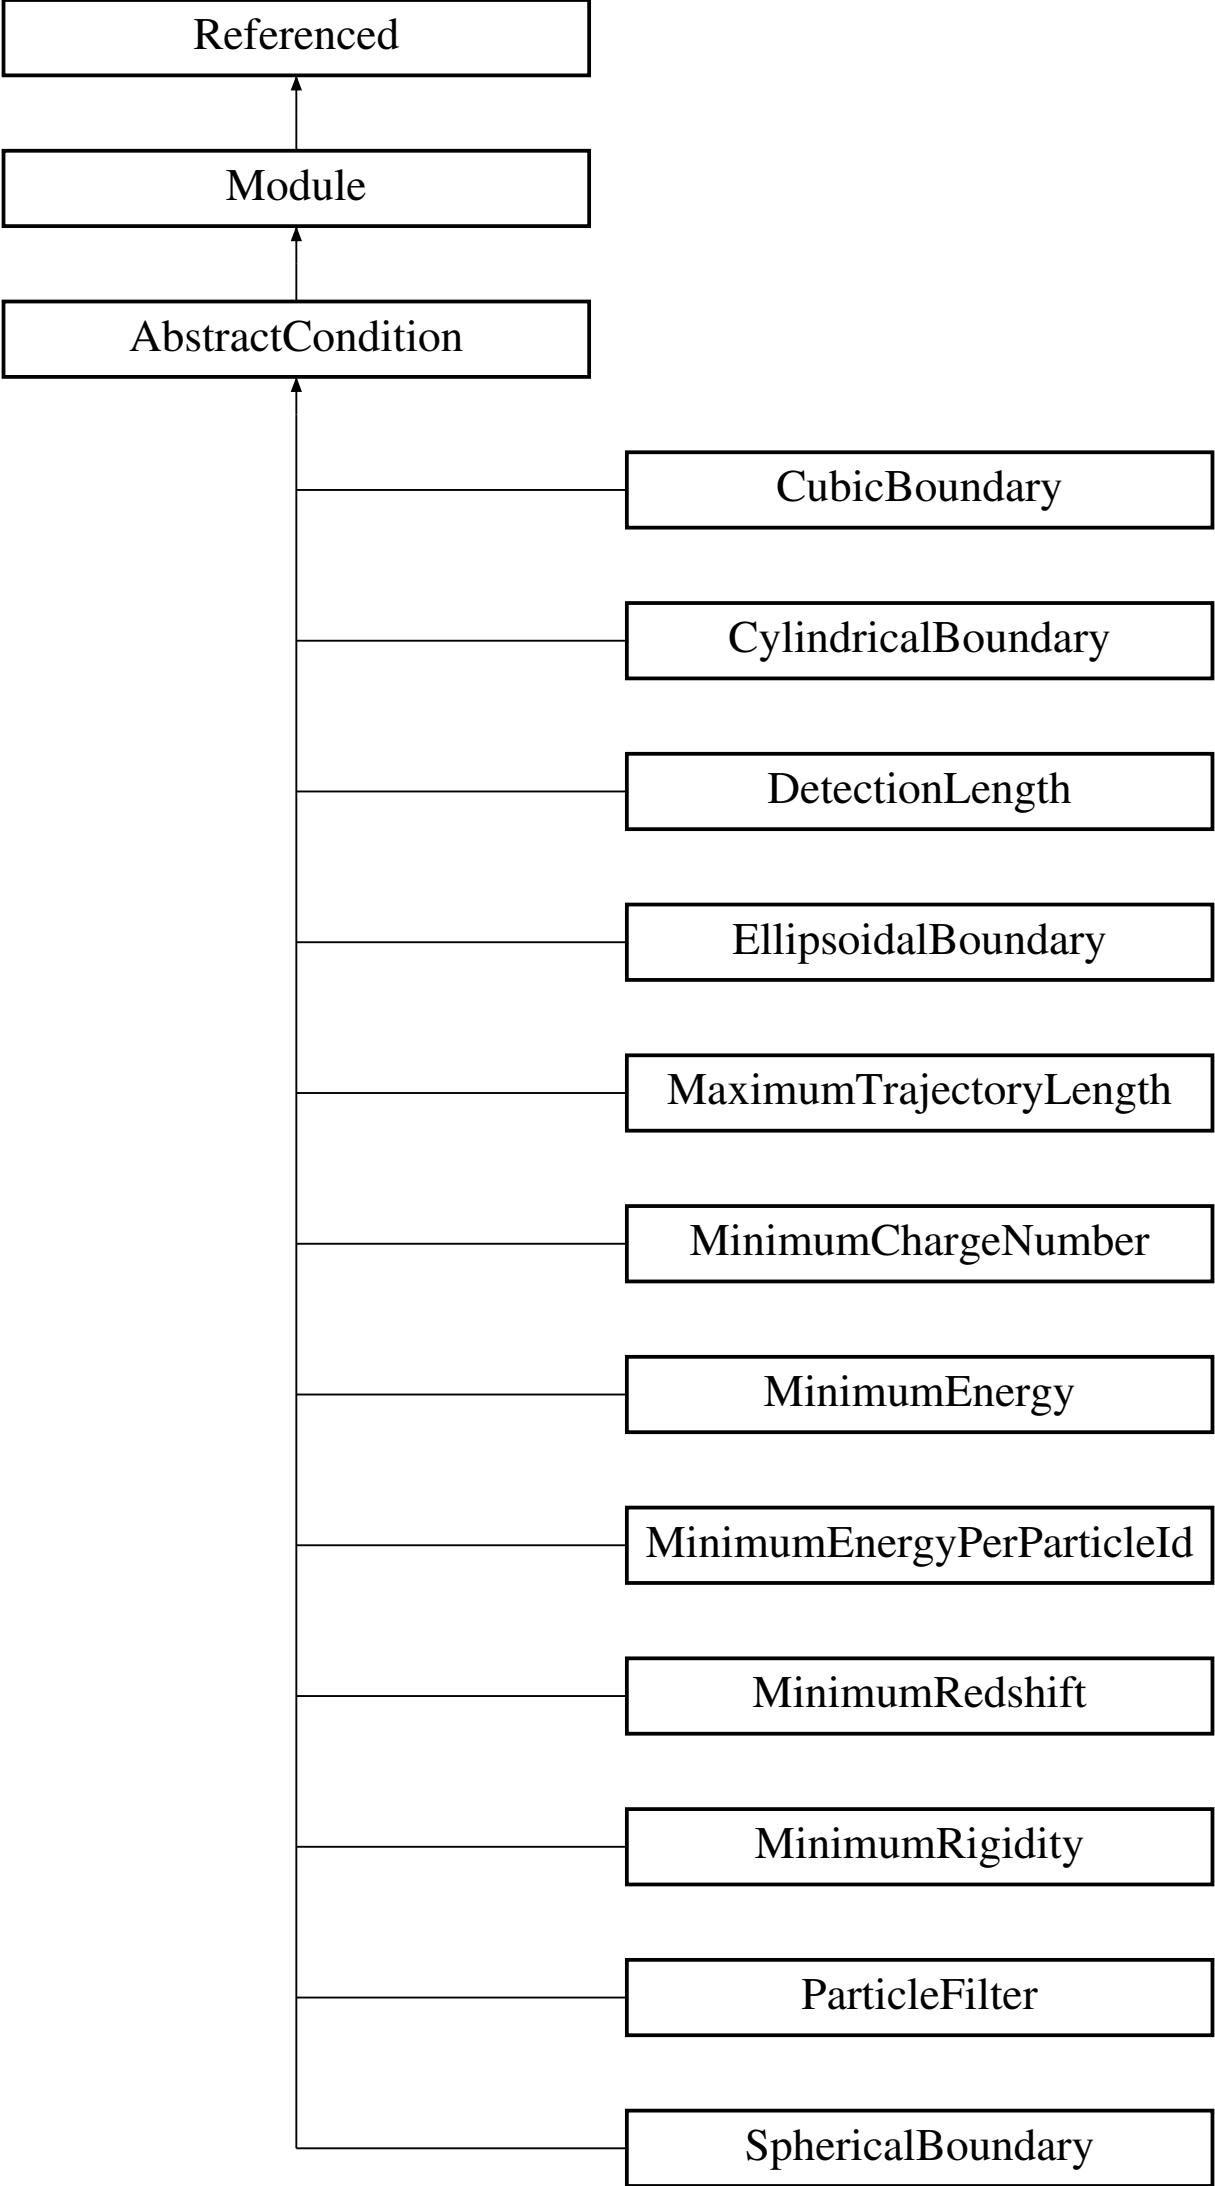 Referenced
Module
AbstractCondition
CubicBoundary
CylindricalBoundary
DetectionLength
EllipsoidalBoundary
MaximumTrajectoryLength
MinimumChargeNumber
MinimumEnergy
MinimumEnergyPerParticleId
MinimumRedshift
MinimumRigidity
ParticleFilter
SphericalBoundary